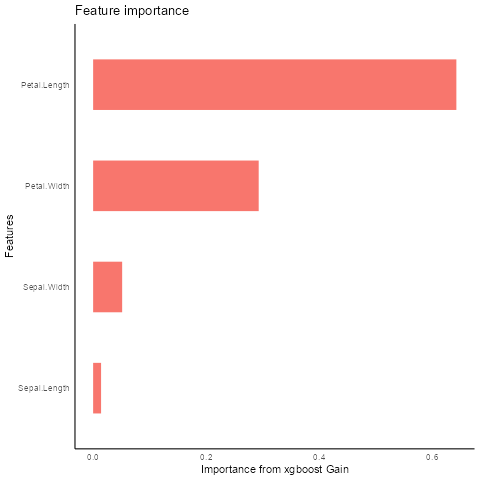 Feature importance
Features
Petal.Length
Petal.Width
Sepal.Width
Sepal.Length
0.0 0.2 0.4 0.6
Importance from xgboost Gain